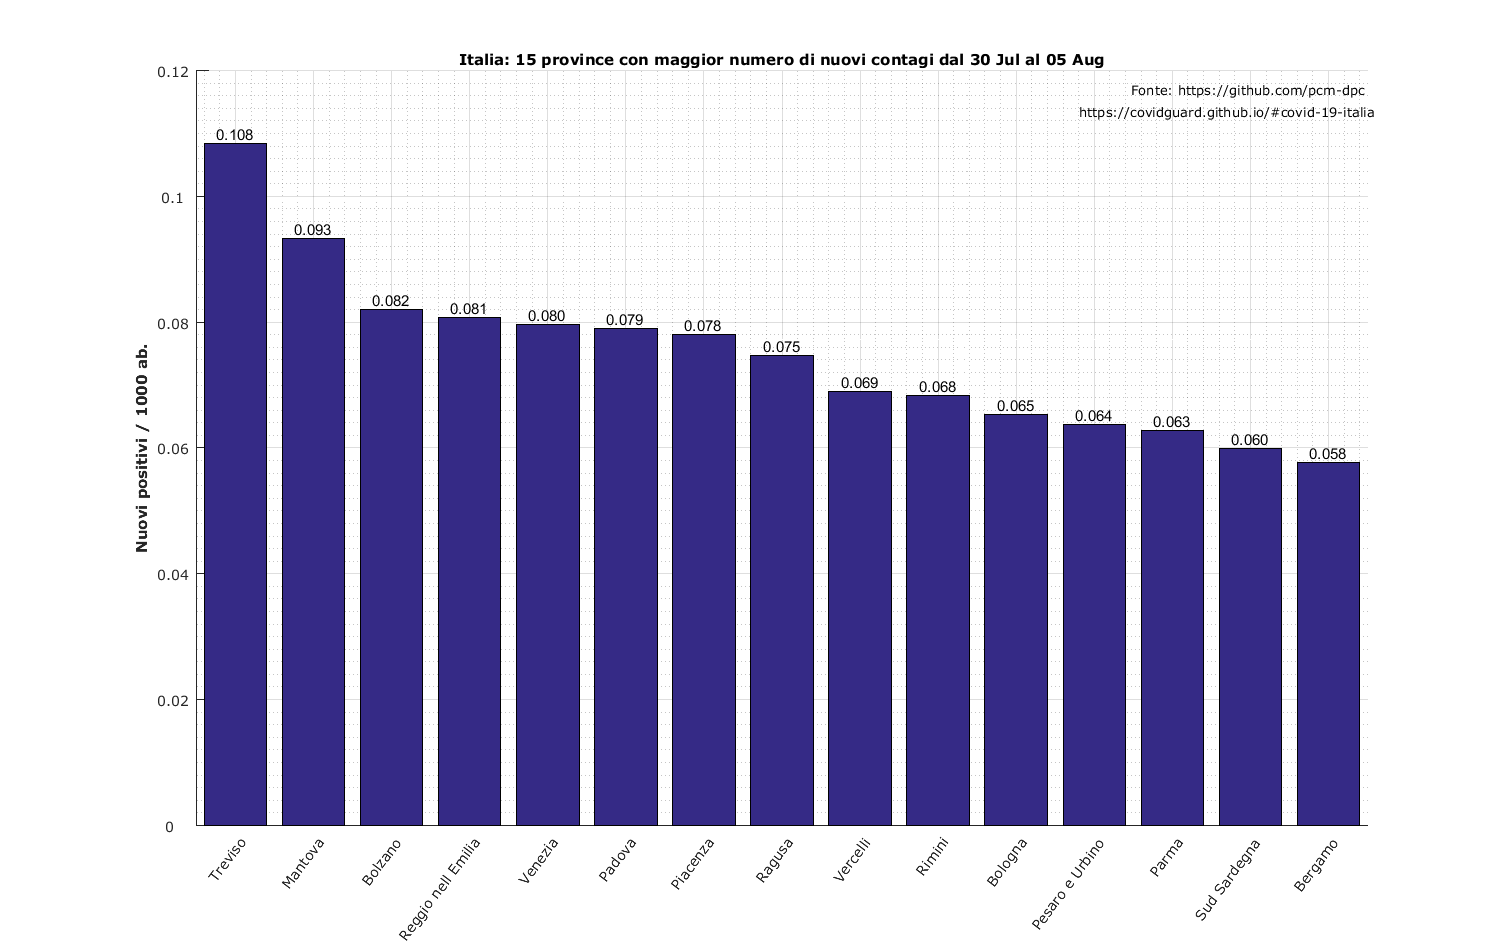 Italia: 15 province con maggior numero di nuovi contagi dal 30 Jul al 05 Aug
Fonte: https://github.com/pcm-dpc
https://covidguard.github.io/#covid-19-italia
Nuovi positivi / 1000 ab.
0.12
0.1
0.08
0.06
0.04
0.02
0
0.108
0.093
0.082
0.081
0.080
0.079
0.078
0.075
0.069
0.068
0.065
0.064
0.063
0.060
0.058
Treviso
Mantova
Bolzano
Reggio nell Emilia
Venezia
Padova
Piacenza
Ragusa
Vercelli
Rimini
Bologna
Pesaro e Urbino
Parma
Sud Sardegna
Bergamo